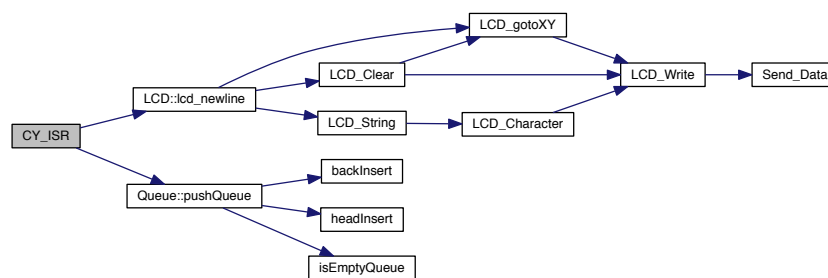 LCD_gotoXY
LCD_Clear
LCD_Write
Send_Data
LCD::lcd_newline
LCD_String
LCD_Character
CY_ISR
backInsert
Queue::pushQueue
headInsert
isEmptyQueue